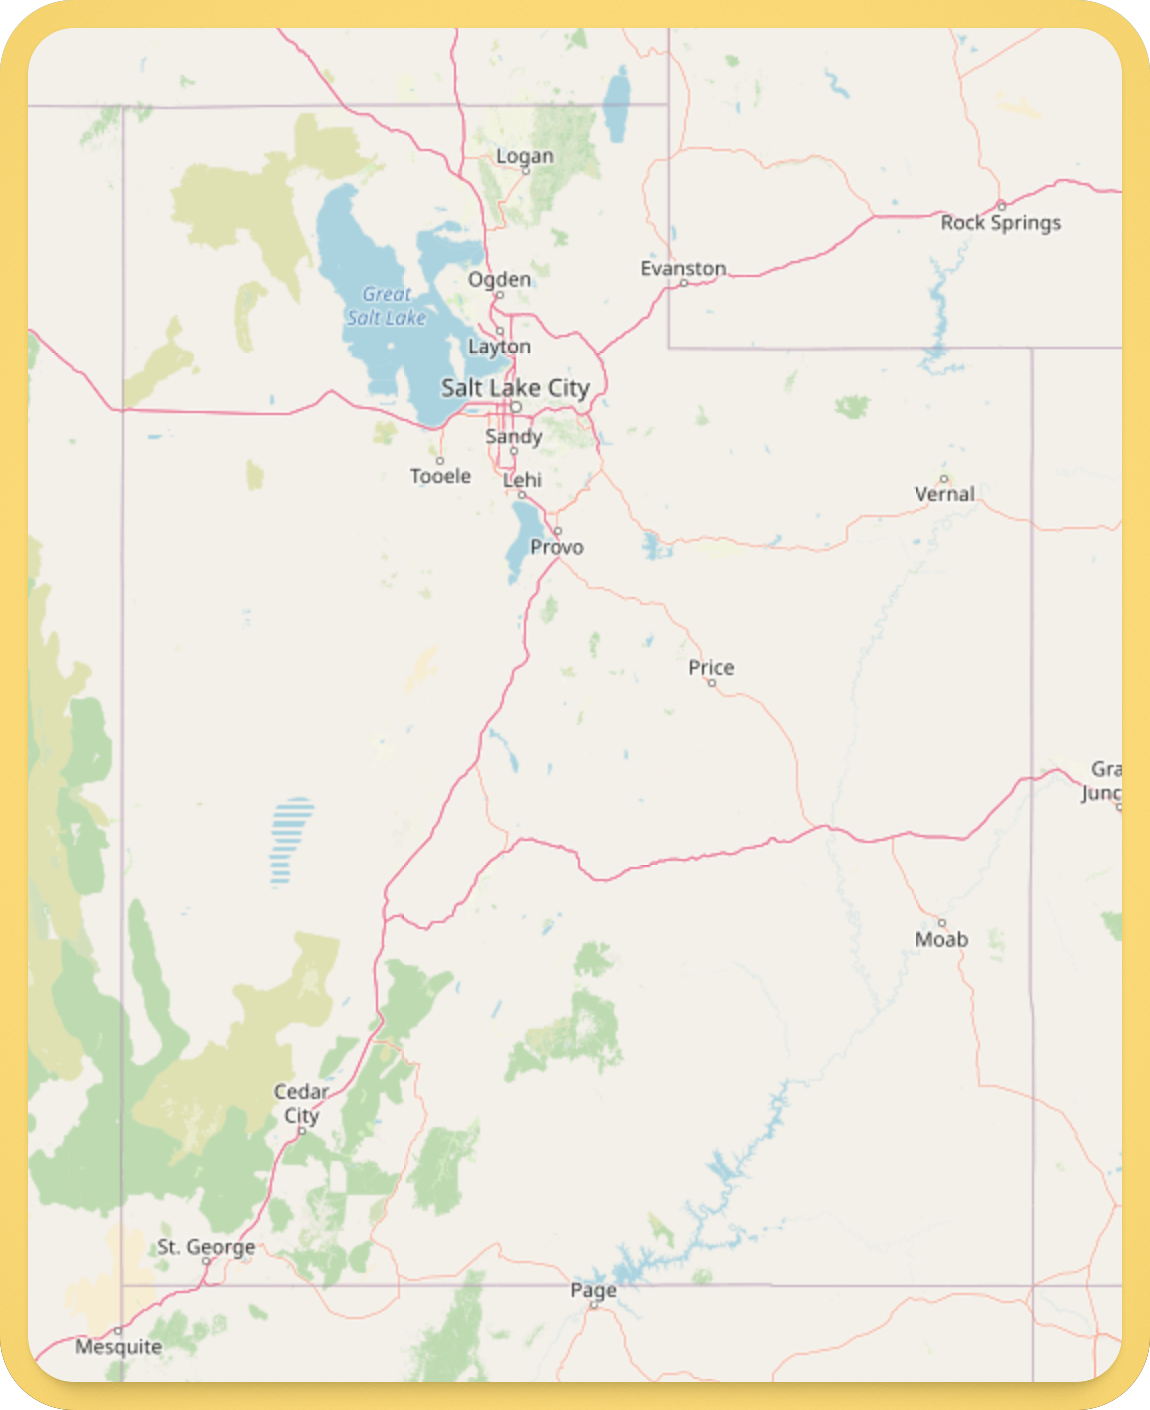 Logan
Rock Springs
Evanston
Ogden
Great
Salt Lake
Layton
Salt Lake City
Sandy
Tooele
Lehi
Vernal
Provo
Price
Gra
Junc
Moab
Cedar
City
St. George
Page
Mesquite